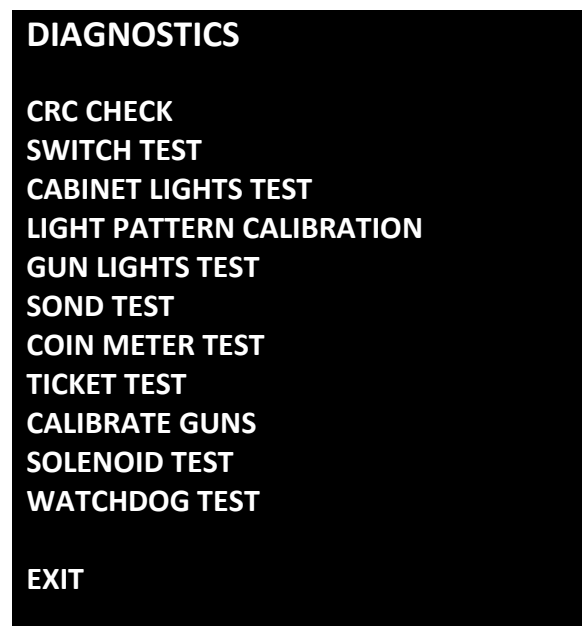 DIAGNOSTICS
CRC CHECK
SWITCH TEST
CABINET LIGHTS TEST
LIGHT PATTERN CALIBRATION
GUN LIGHTS TEST
SOND TEST
COIN METER TEST
TICKET TEST
CALIBRATE GUNS
SOLENOID TEST
WATCHDOG TEST
EXIT